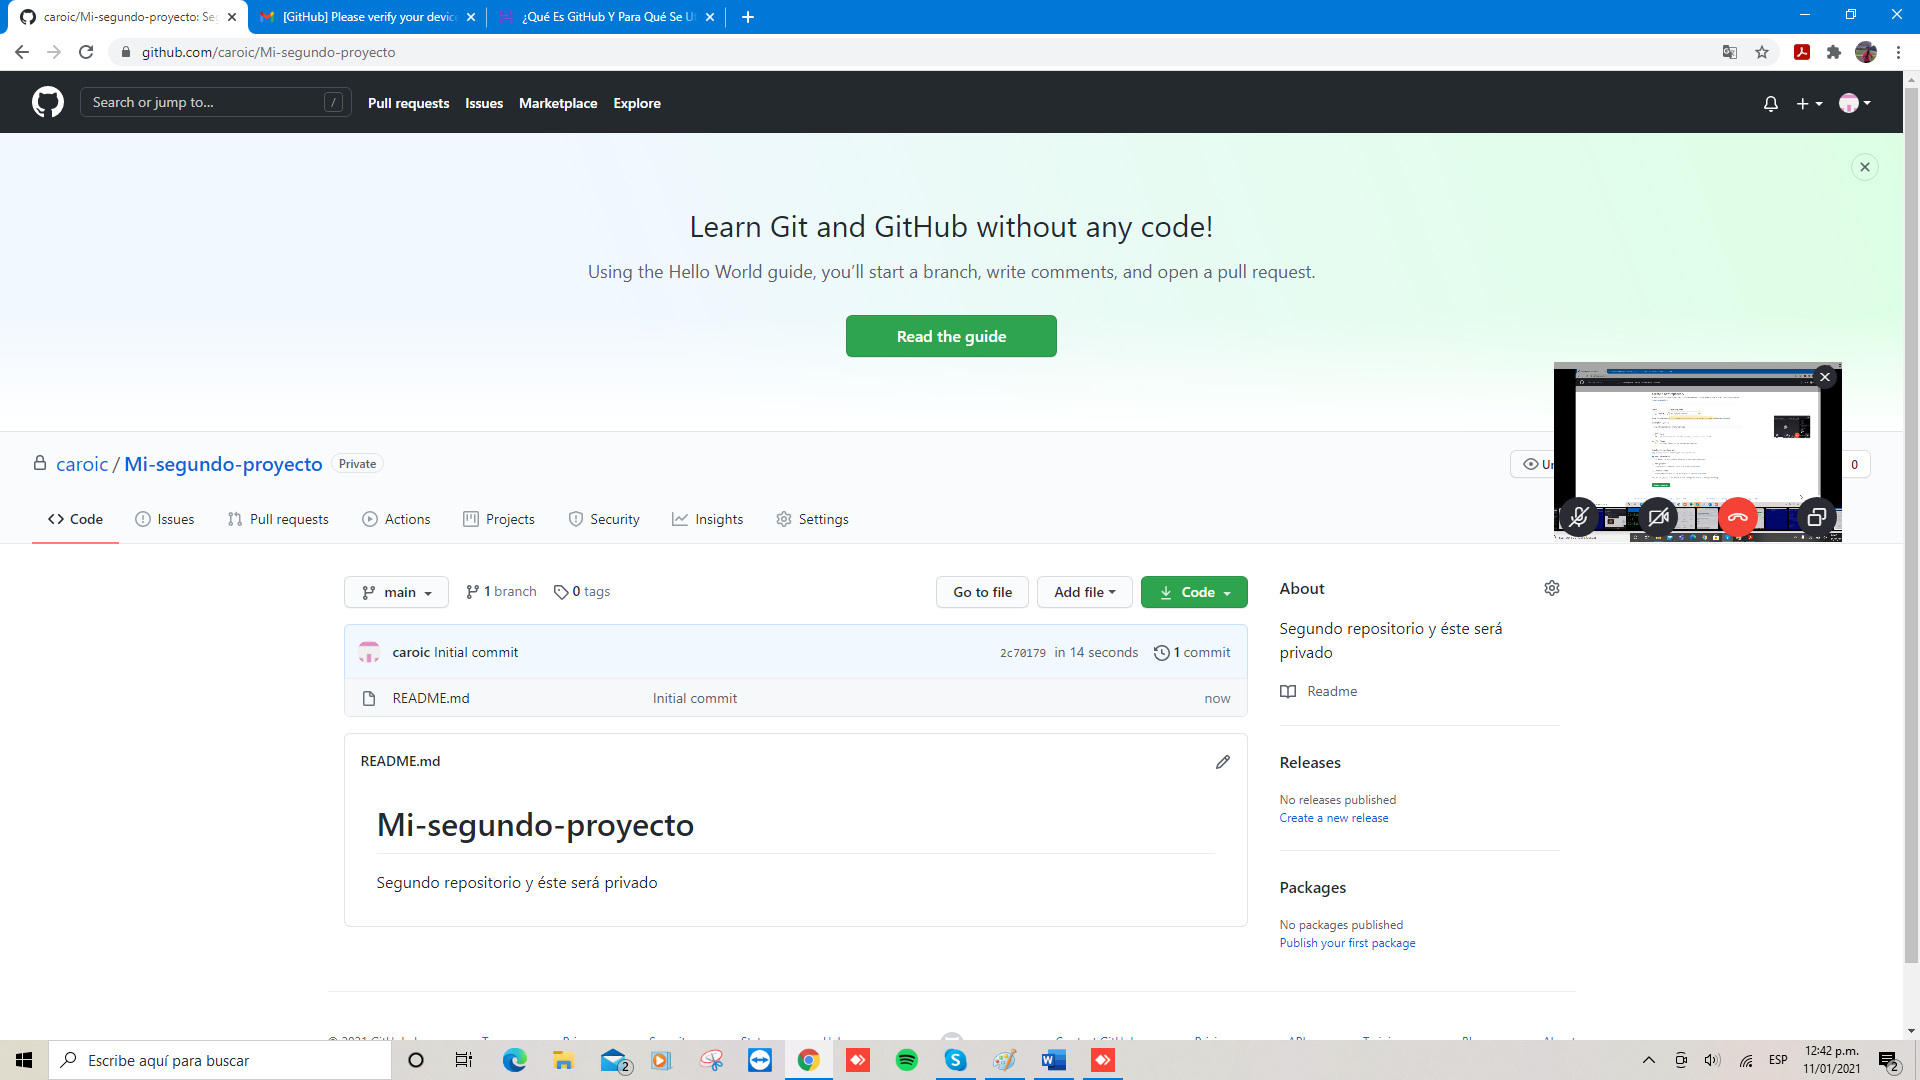 caroic/Mi-segundo-proyecto: Se
[GitHub] Please verify your device
¿Qué Es GitHub Y Para Qué Se U
github.com/caroic/Mi-segundo-proyecto
Search or jump to...
/
Pull requests
Issues
Marketplace
Explore
Learn Git and GitHub without any code!
Using the Hello World guide, you’ll start a branch, write comments, and open a pull request.
Read the guide
caroic / Mi-segundo-proyecto
Private
Un
0
Code
Issues
Pull requests
Actions
Projects
Security
Insights
Settings
main
1 branch
0 tags
Go to file
Add file
Code
caroic Initial commit
2c70179 in 14 seconds
1 commit
README.md
Initial commit
now
README.md
Mi-segundo-proyecto
Segundo repositorio y éste será privado
About
Segundo repositorio y éste será
privado
Readme
Releases
No releases published
Create a new release
Packages
No packages published
Publish your first package
Escribe aquí para buscar
2
ESP
12:42 p.m.
11/01/2021
2